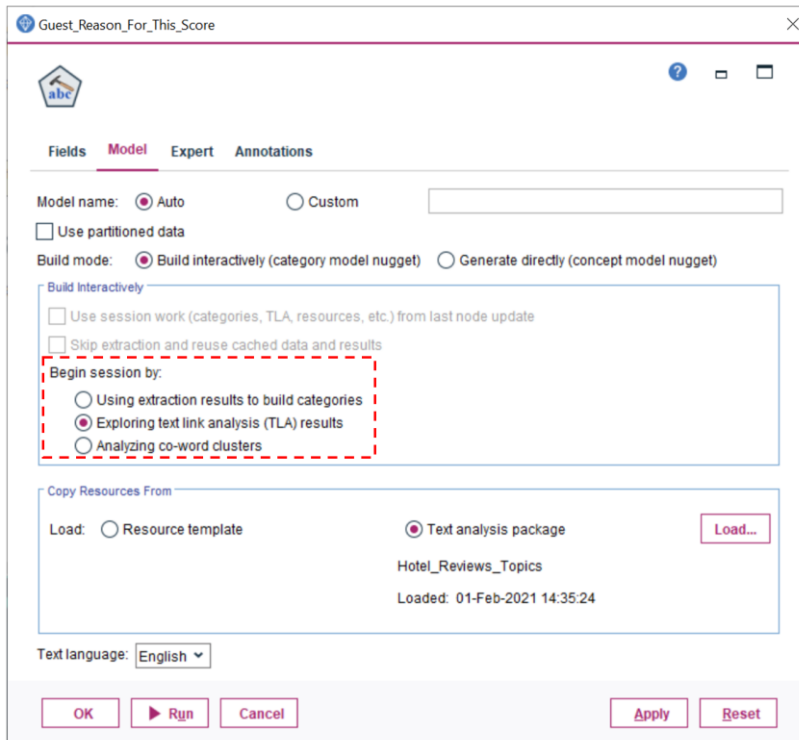 Guest_Reason_For_This_Score
abc
Fields Model Expert Annotations
Model name: Auto Custom
Use partitioned data
Build mode: Build interactively (category model nugget) Generate directly (concept model nugget)
Build Interactively
Use session work (categories, TLA, resources, etc.) from last node update
Skip extraction and reuse cached data and results
Begin session by:
Using extraction results to build categories
Exploring text link analysis (TLA) results
Analyzing co-word clusters
Copy Resources From
Load: Resource template Text analysis package Load...
Hotel_Reviews_Topics
Loaded: 01-Feb-2021 14:35:24
Text language: English
OK Run Cancel Apply Reset